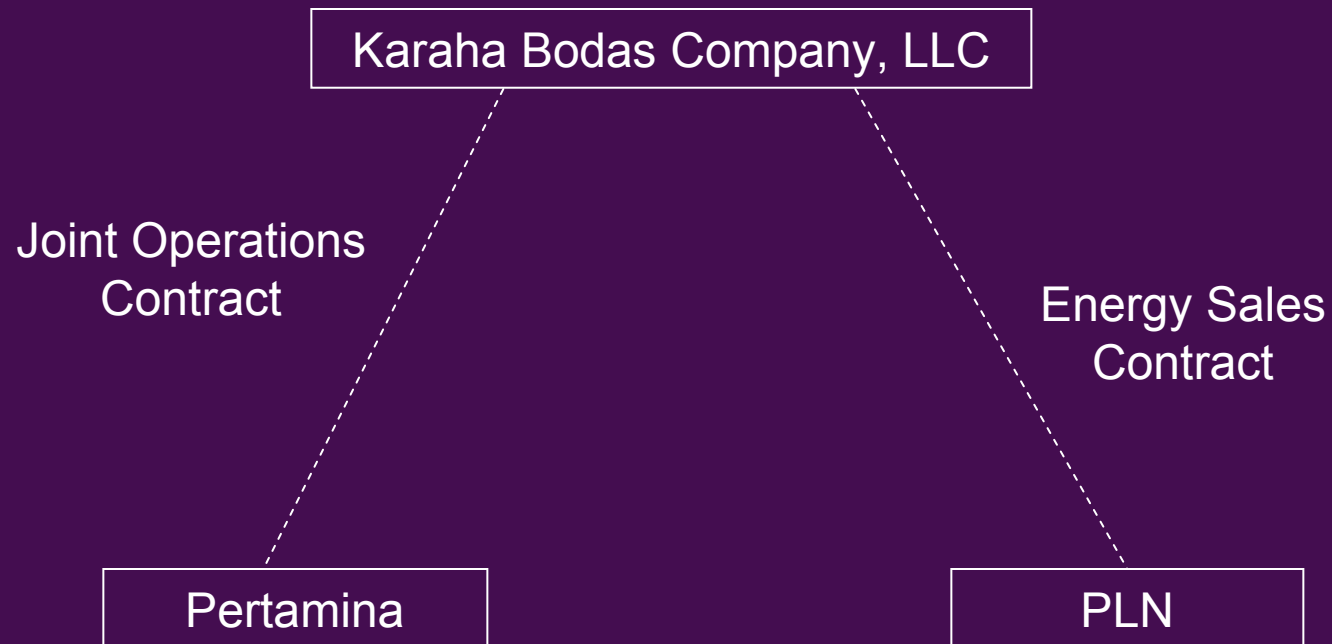 Karaha Bodas Company, LLC
Joint Operations
Contract
Energy Sales
Contract
Pertamina
PLN